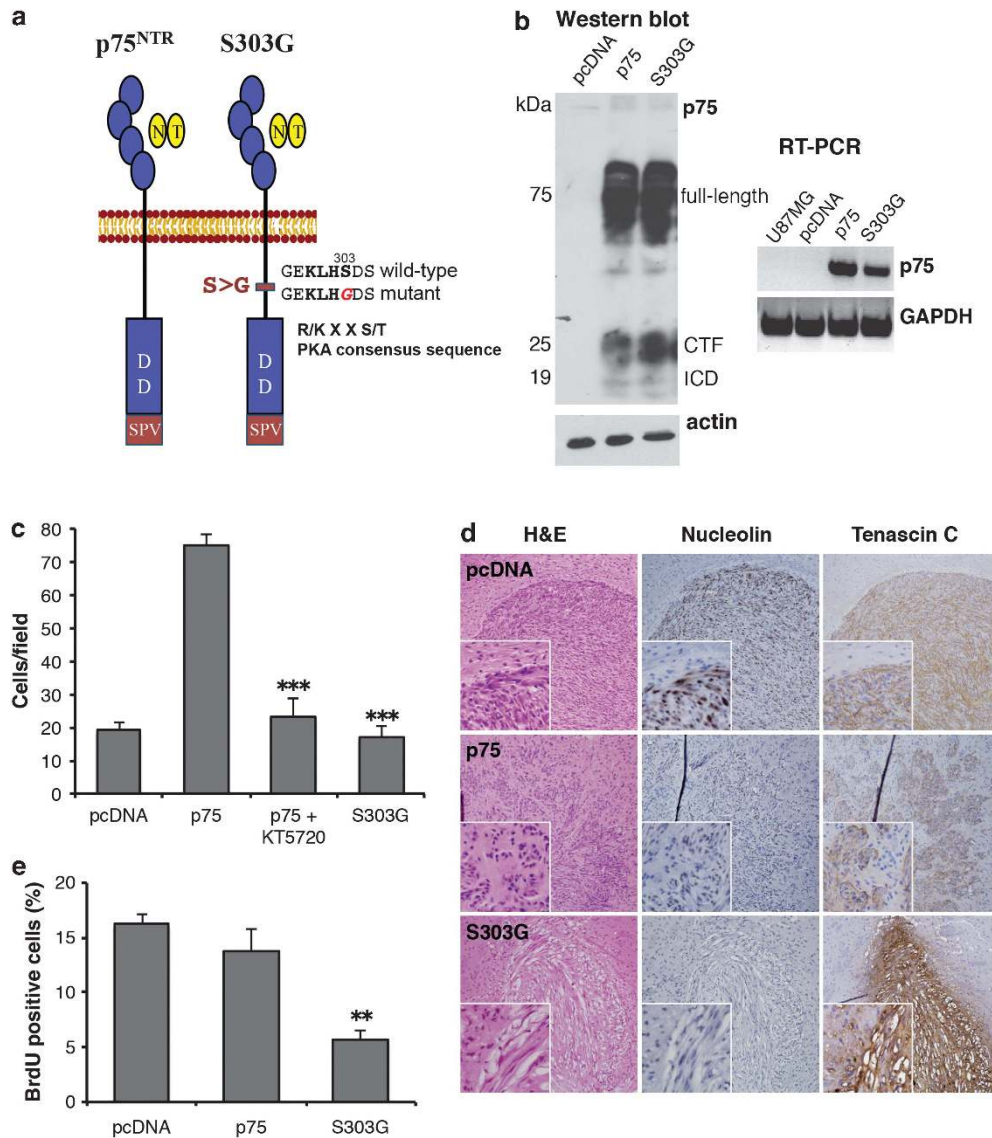 a
p75NTR S303G
N T N T
303
S>G GEKLHSDS wild-type
GEKLHGDS mutant
R/K X X S/T
PKA consensus sequence
D D
D D
SPV SPV
b
Western blot
pcDNA p75 S303G
kDa p75
75 full-length
25 CTF
19 ICD
actin
RT-PCR
U87MG pcDNA p75 S303G
p75
GAPDH
c
Cells/field
80
70
60
50
40
30
20
10
0
*** ***
pcDNA p75 p75 + KT5720 S303G
d
H&E Nucleolin Tenascin C
pcDNA
p75
S303G
e
BrdU positive cells (%)
20
15
10
5
0
**
pcDNA p75 S303G